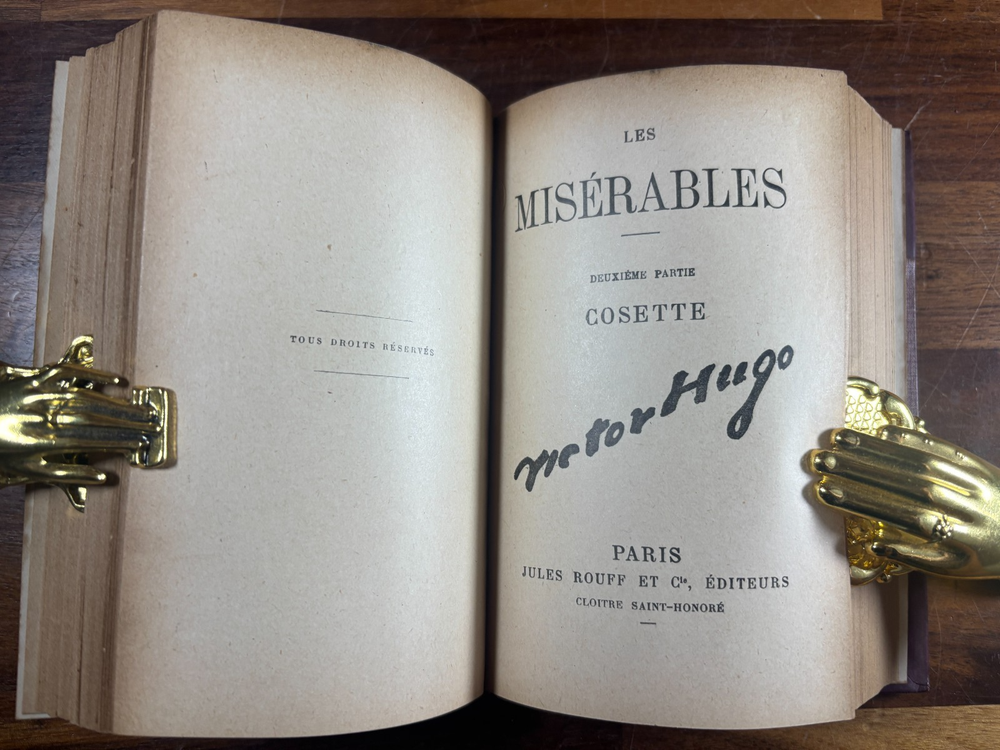 TOUS DROITS RÉSERVÉS
LES
MISÉRABLES
DEUXIÈME PARTIE
COSETTE
Victor Hugo
PARIS
JULES ROUFF ET Cie, ÉDITEURS
CLOITRE SAINT-HONORÉ